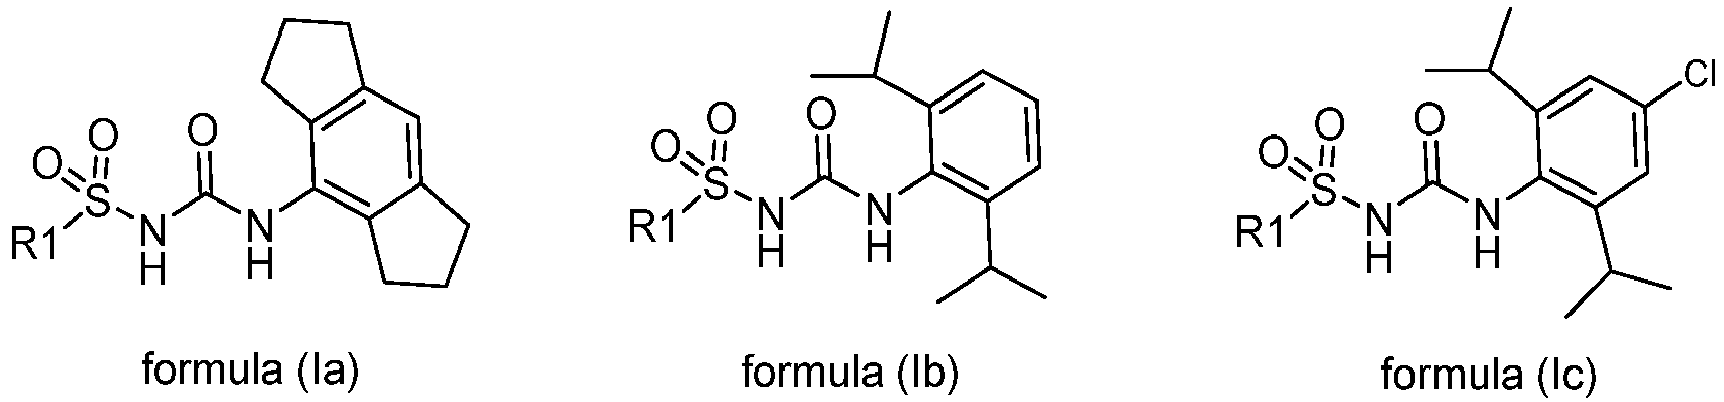 O O S R1 N H O N H
O O S R1 N H O N H
O O S R1 N H O N H Cl
formula (Ia) formula (Ib) formula (Ic)